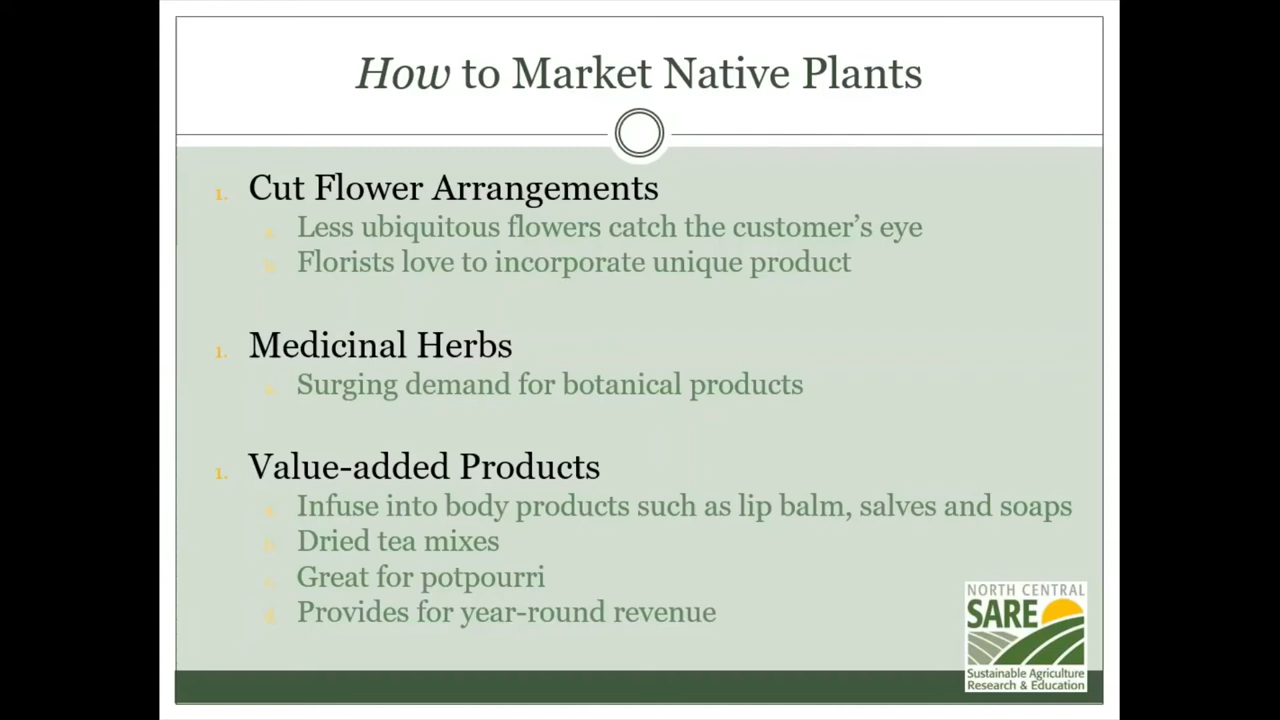 How to Market Native Plants
1. Cut Flower Arrangements
a. Less ubiquitous flowers catch the customer’s eye
b. Florists love to incorporate unique product
1. Medicinal Herbs
a. Surging demand for botanical products
1. Value-added Products
a. Infuse into body products such as lip balm, salves and soaps
b. Dried tea mixes
c. Great for potpourri
d. Provides for year-round revenue
NORTH CENTRAL
SARE
Sustainable Agriculture
Research & Education